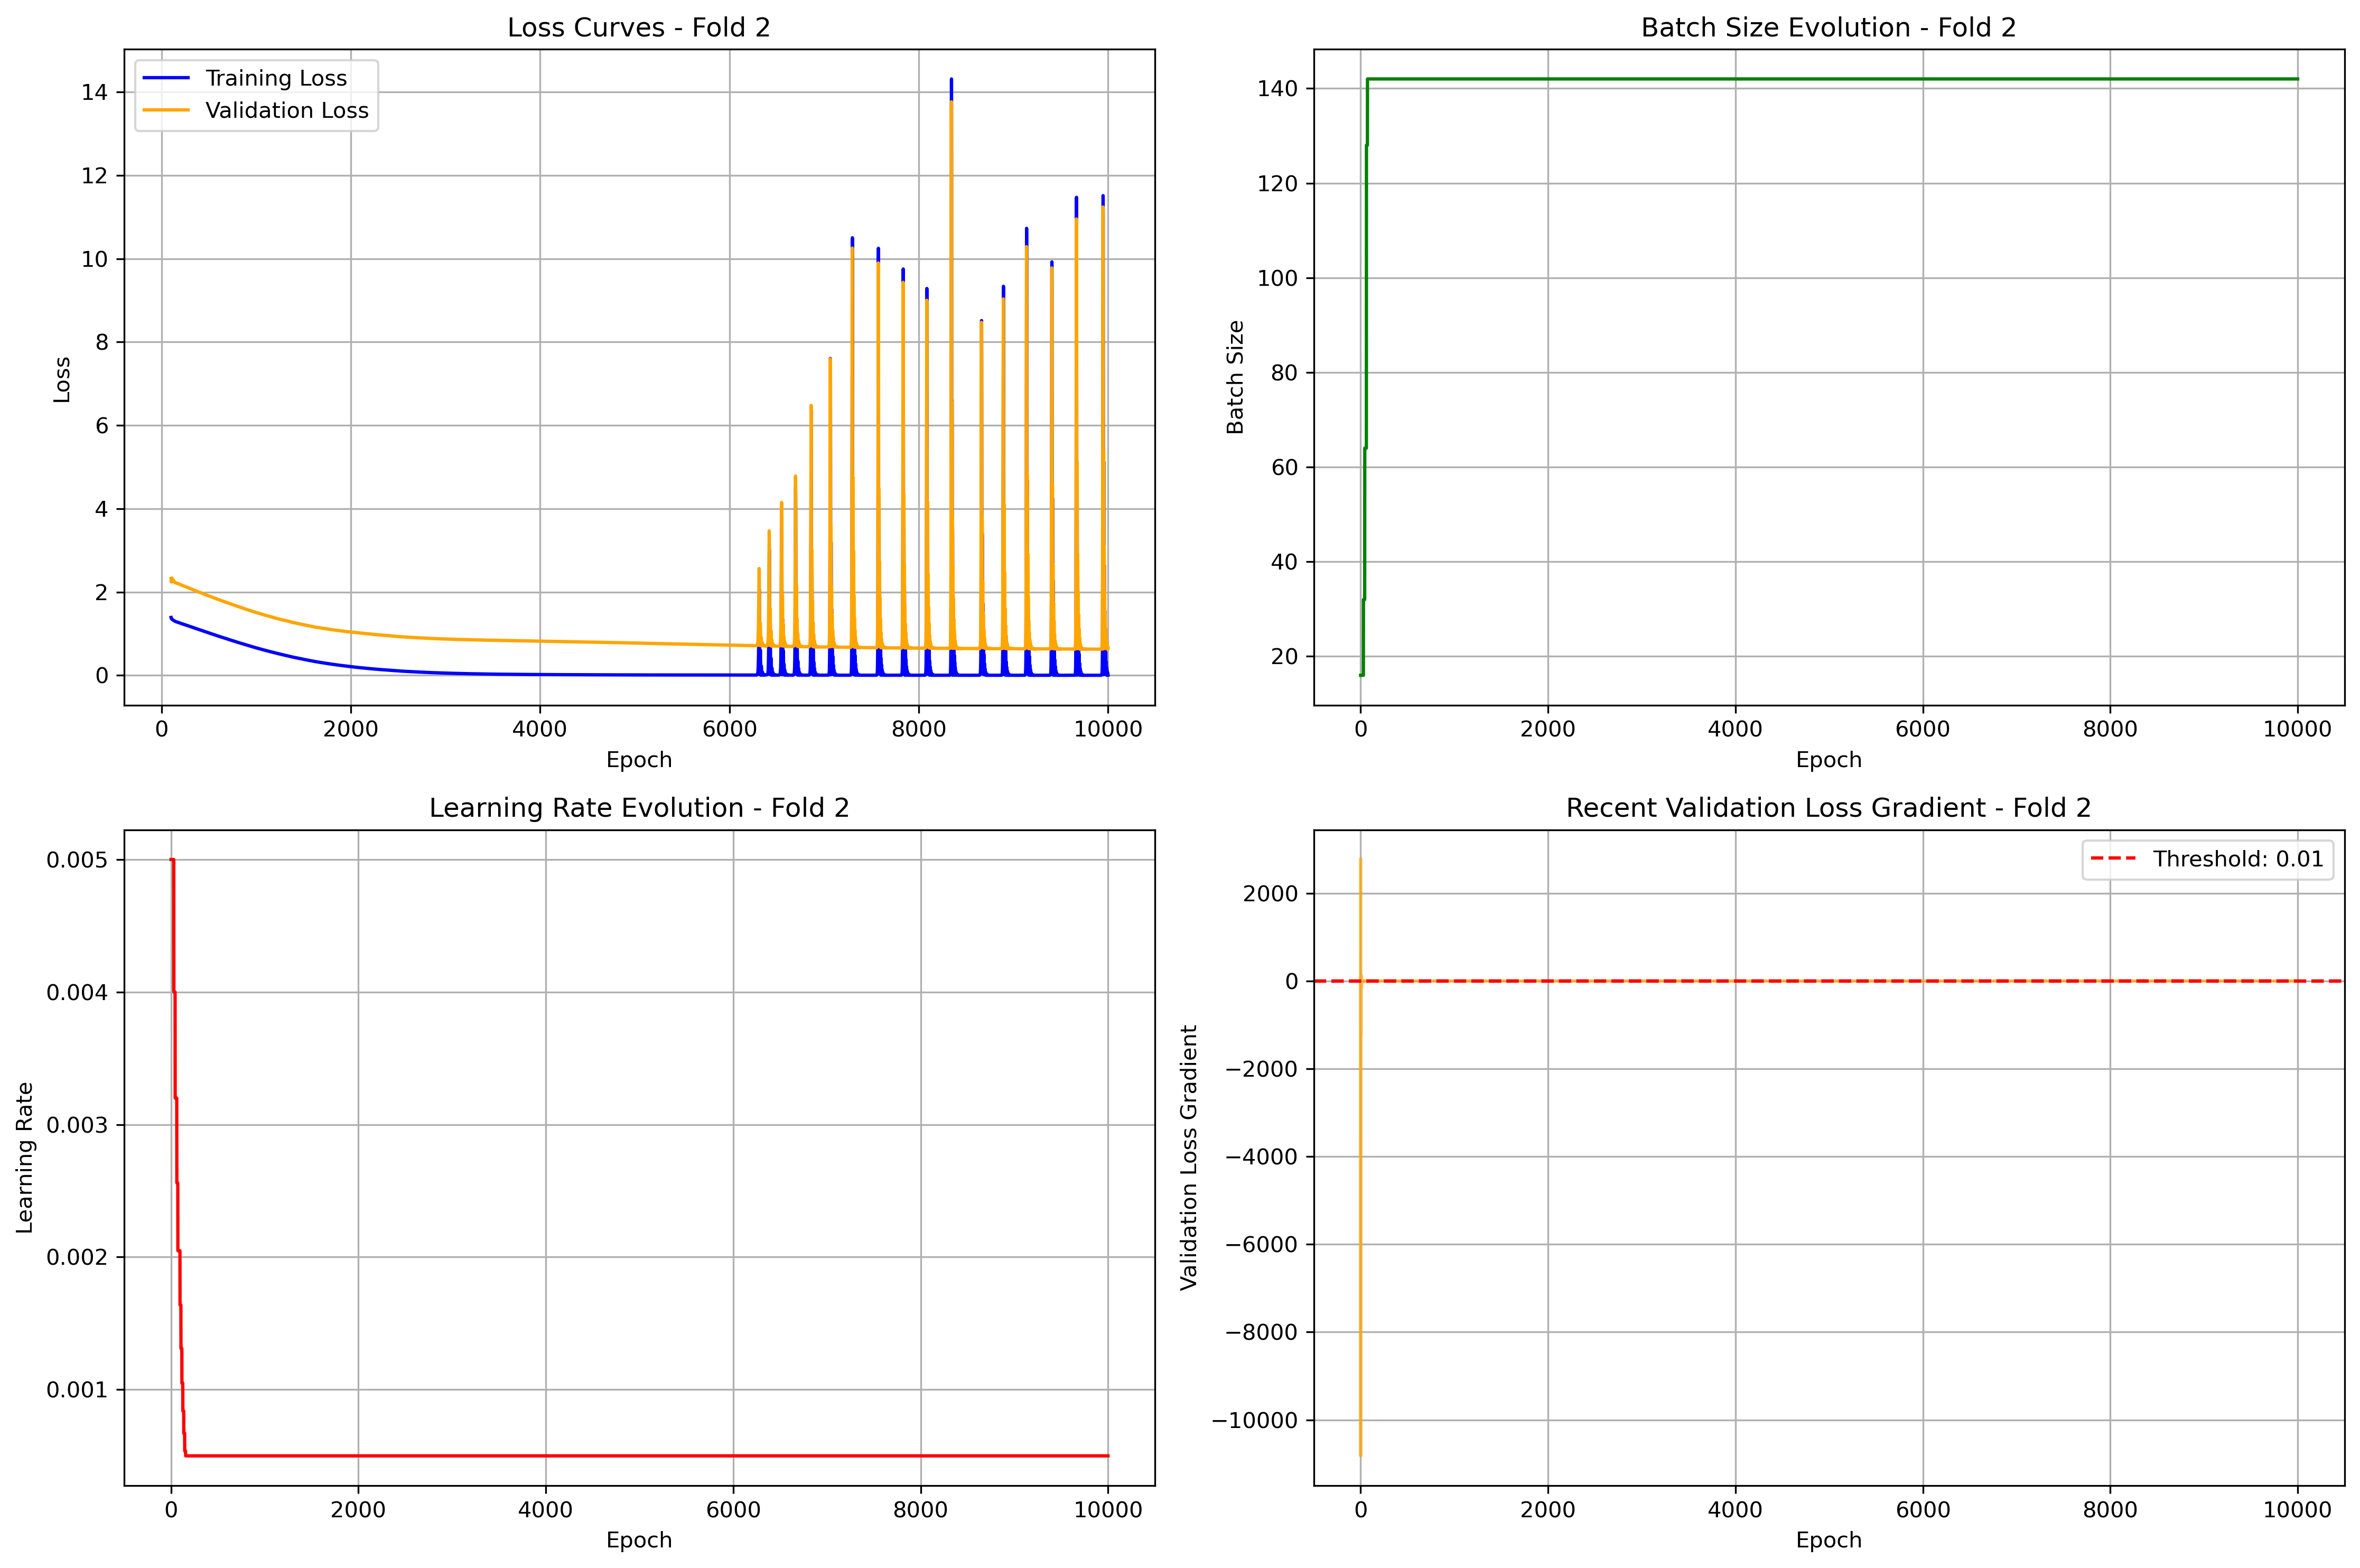 Loss Curves - Fold 2
Training Loss
Validation Loss
14
12
10
8
6
4
2
0
Loss
0 2000 4000 6000 8000 10000
Epoch
Batch Size Evolution - Fold 2
140
120
100
80
60
40
20
Batch Size
0 2000 4000 6000 8000 10000
Epoch
Learning Rate Evolution - Fold 2
0.005
0.004
0.003
0.002
0.001
Learning Rate
0 2000 4000 6000 8000 10000
Epoch
Recent Validation Loss Gradient - Fold 2
Threshold: 0.01
2000
0
−2000
−4000
−6000
−8000
−10000
Validation Loss Gradient
0 2000 4000 6000 8000 10000
Epoch